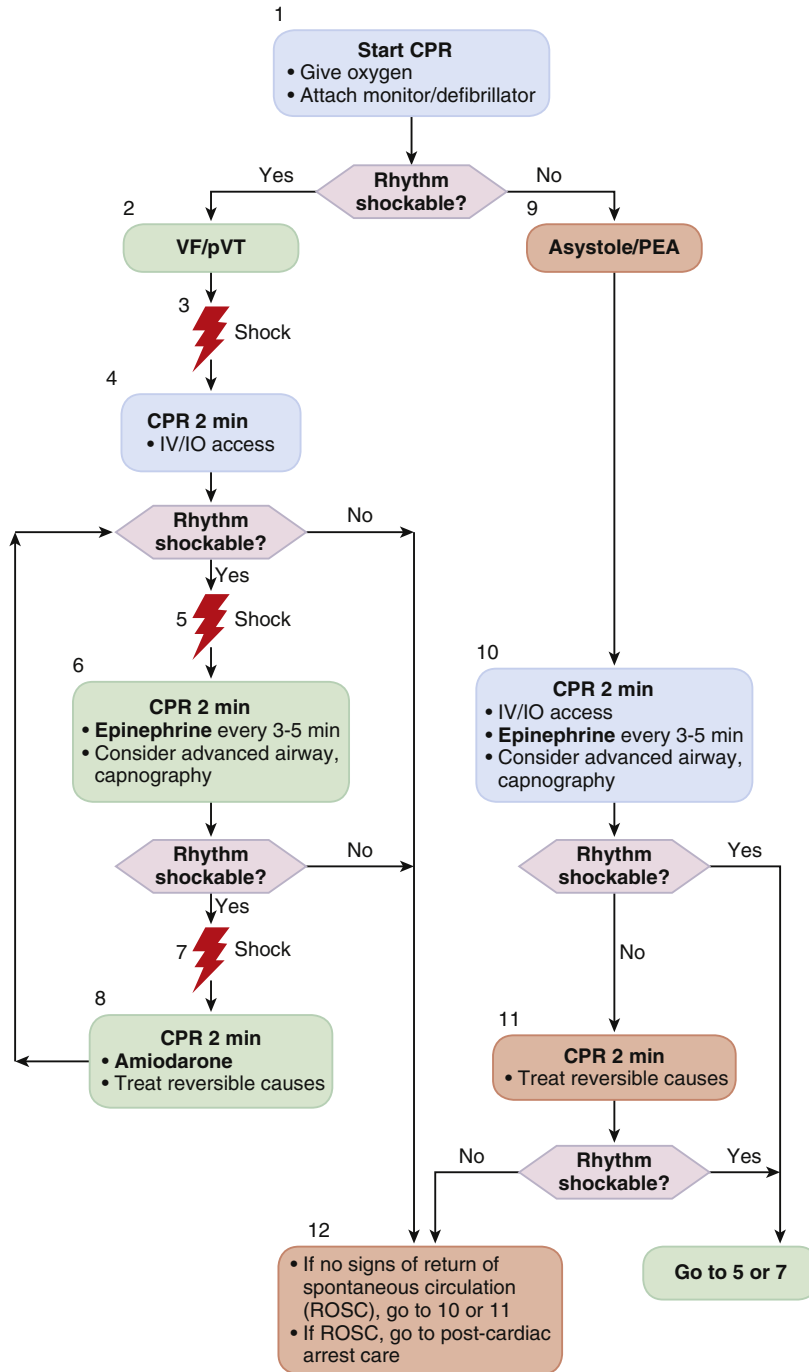 1
Start CPR
• Give oxygen
• Attach monitor/defibrillator
Rhythm
shockable?
Yes
No
2
VF/pVT
9
Asystole/PEA
3
Shock
4
CPR 2 min
• IV/IO access
Rhythm
shockable?
No
Yes
5
Shock
6
CPR 2 min
• Epinephrine every 3-5 min
• Consider advanced airway,
capnography
10
CPR 2 min
• IV/IO access
• Epinephrine every 3-5 min
• Consider advanced airway,
capnography
Rhythm
shockable?
No
Yes
Rhythm
shockable?
Yes
No
7
Shock
8
CPR 2 min
• Amiodarone
• Treat reversible causes
11
CPR 2 min
• Treat reversible causes
Rhythm
shockable?
No
Yes
12
• If no signs of return of
spontaneous circulation
(ROSC), go to 10 or 11
• If ROSC, go to post-cardiac
arrest care
Go to 5 or 7